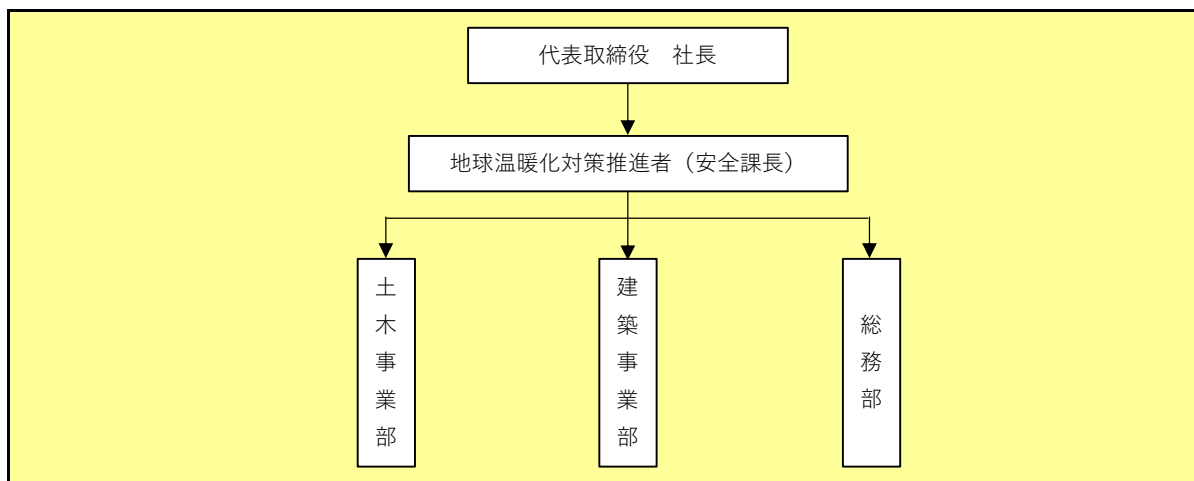 代表取締役　社長
地球温暖化対策推進者（安全課長）
土木事業部
建築事業部
総務部